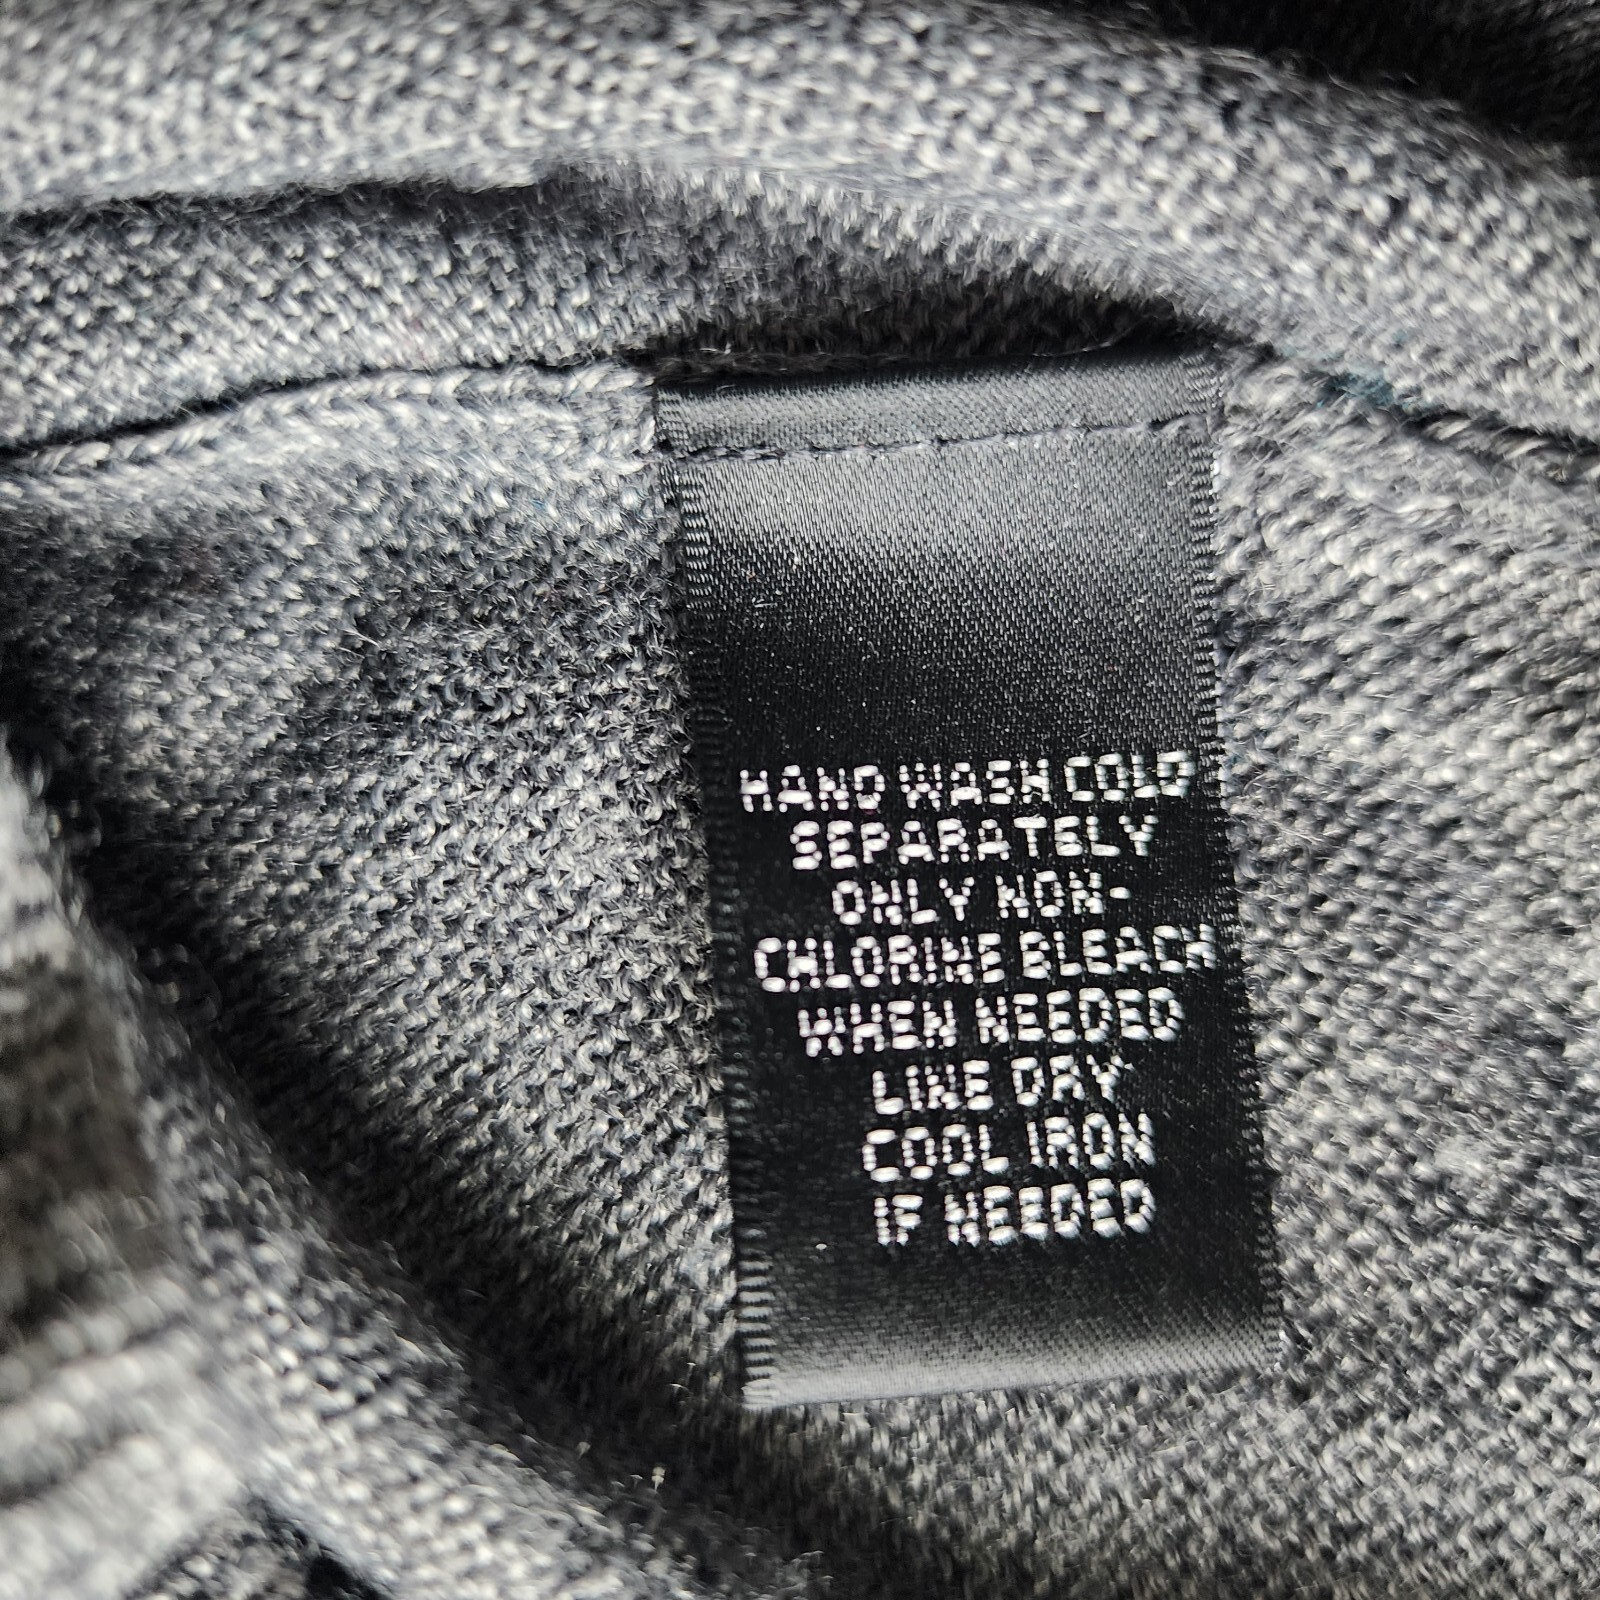 HAND WASH COLD
SEPARATELY
ONLY NON-
CHLORINE BLEACH
WHEN NEEDED
LINE DRY
COOL IRON
IF NEEDED